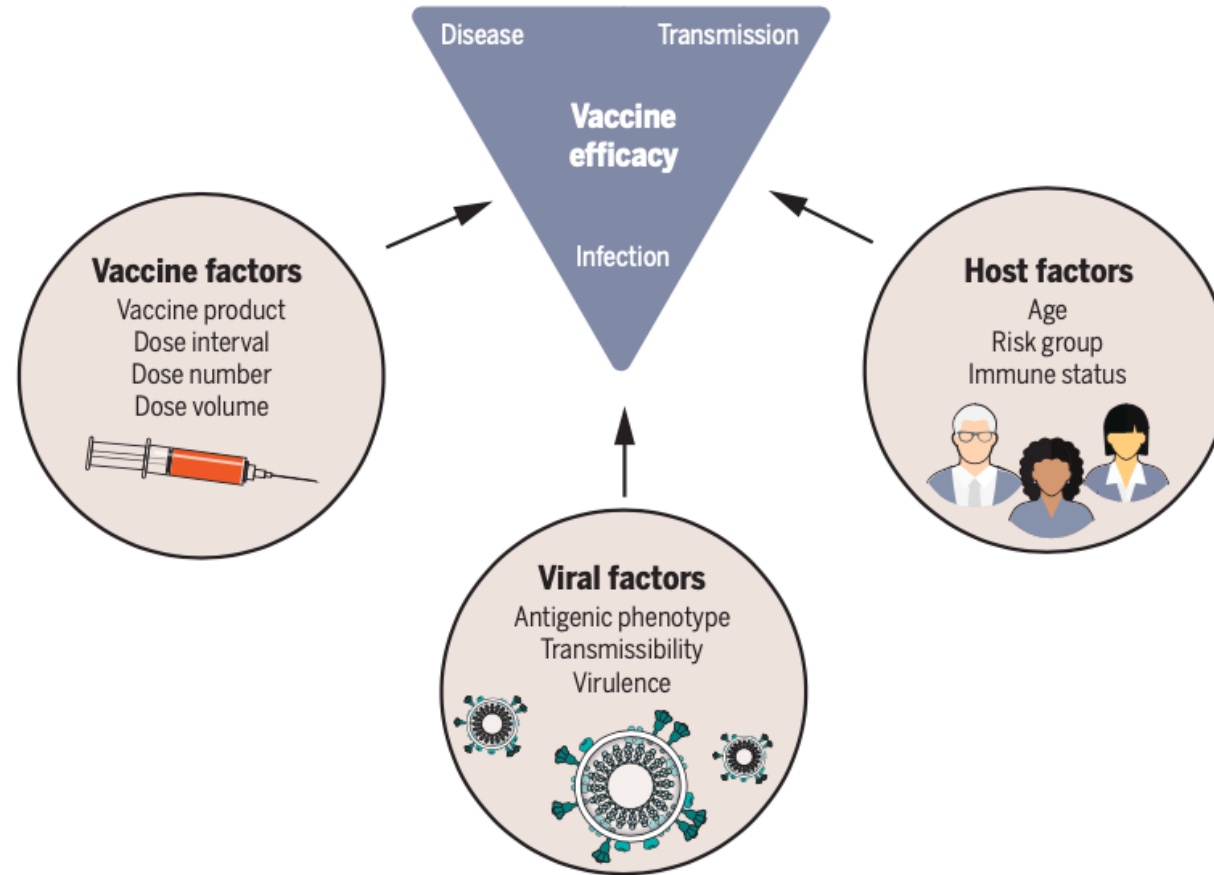 Disease
Transmission
Vaccine
efficacy
Infection
Vaccine factors
Vaccine product
Dose interval
Dose number
Dose volume
Host factors
Age
Risk group
Immune status
Viral factors
Antigenic phenotype
Transmissibility
Virulence